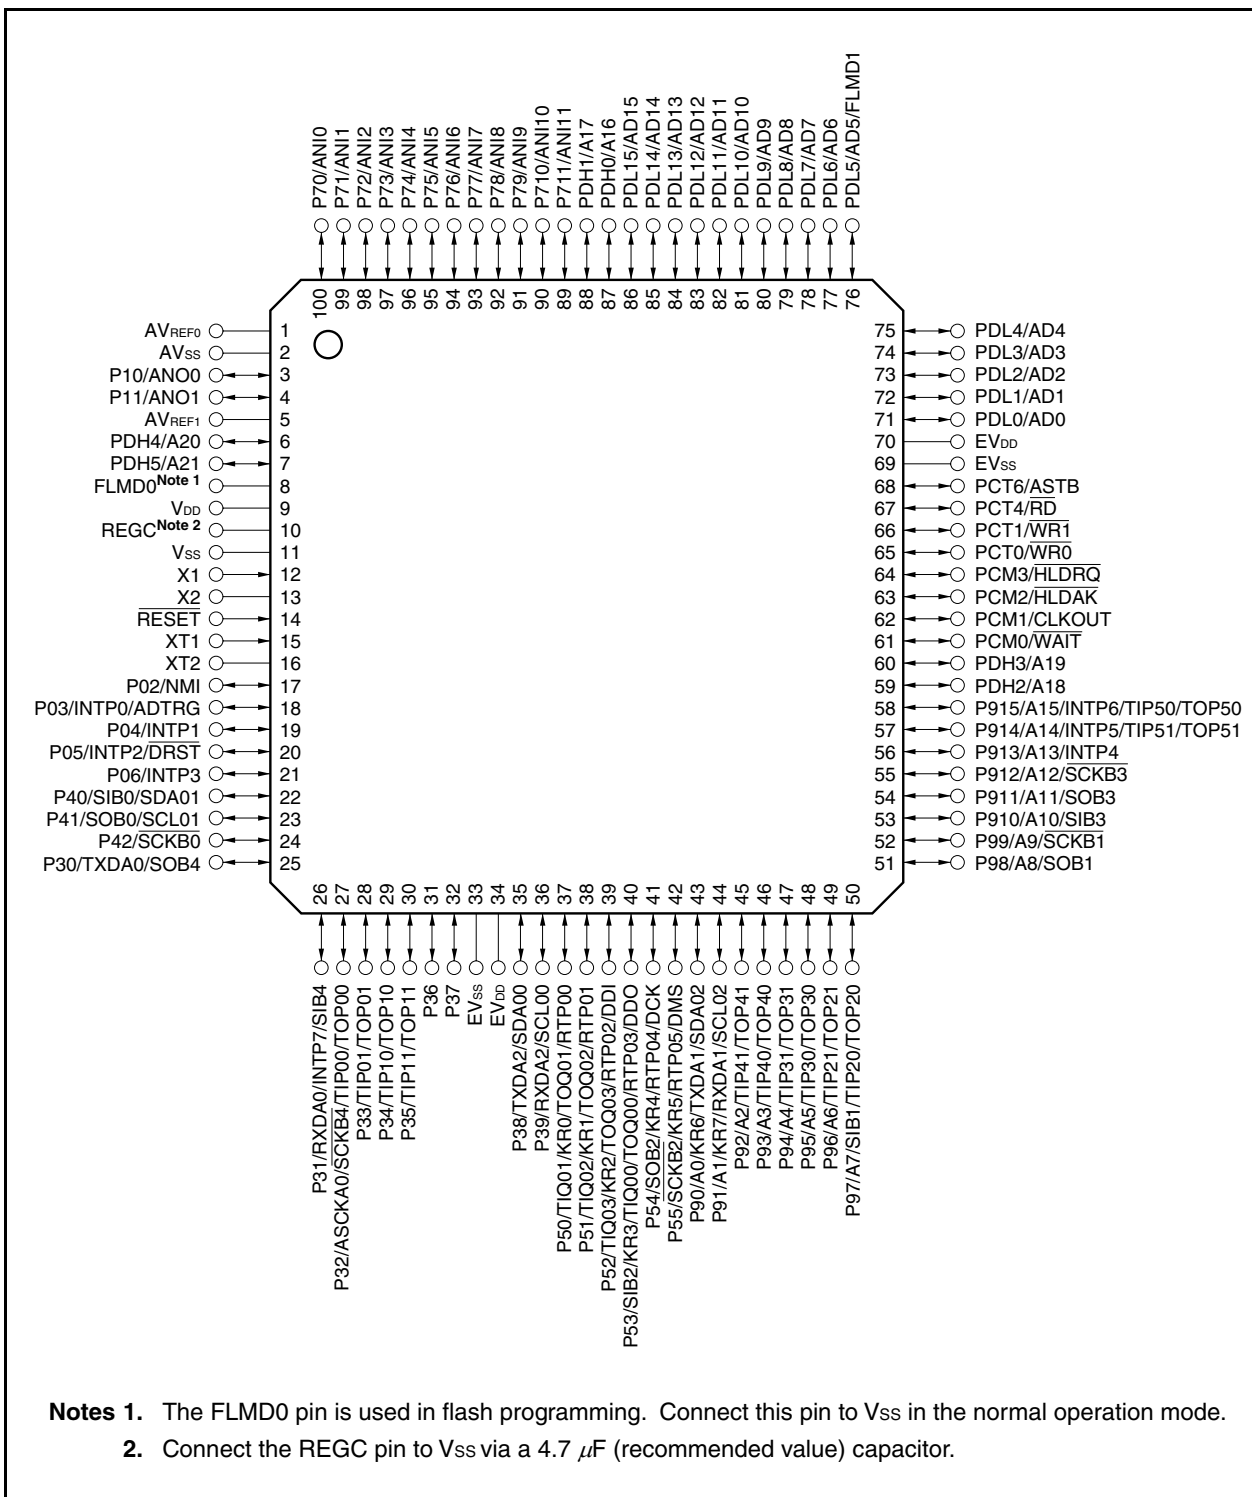 P70/ANI0
P71/ANI1
P72/ANI2
P73/ANI3
P74/ANI4
P75/ANI5
P76/ANI6
P77/ANI7
P78/ANI8
P79/ANI9
P710/ANI10
P711/ANI11
PDH1/A17
PDH0/A16
PDL15/AD15
PDL14/AD14
PDL13/AD13
PDL12/AD12
PDL11/AD11
PDL10/AD10
PDL9/AD9
PDL8/AD8
PDL7/AD7
PDL6/AD6
PDL5/AD5/FLMD1
100
99
98
97
96
95
94
93
92
91
90
89
88
87
86
85
84
83
82
81
80
79
78
77
76
AVREF0 1
AVSS 2
P10/ANO0 3
P11/ANO1 4
AVREF1 5
PDH4/A20 6
PDH5/A21 7
FLMD0Note 1 8
VDD 9
REGCNote 2 10
VSS 11
X1 12
X2 13
RESET 14
XT1 15
XT2 16
P02/NMI 17
P03/INTP0/ADTRG 18
P04/INTP1 19
P05/INTP2/DRST 20
P06/INTP3 21
P40/SIB0/SDA01 22
P41/SOB0/SCL01 23
P42/SCKB0 24
P30/TXDA0/SOB4 25
75 PDL4/AD4
74 PDL3/AD3
73 PDL2/AD2
72 PDL1/AD1
71 PDL0/AD0
70 EVDD
69 EVSS
68 PCT6/ASTB
67 PCT4/RD
66 PCT1/WR1
65 PCT0/WR0
64 PCM3/HLDRQ
63 PCM2/HLDAK
62 PCM1/CLKOUT
61 PCM0/WAIT
60 PDH3/A19
59 PDH2/A18
58 P915/A15/INTP6/TIP50/TOP50
57 P914/A14/INTP5/TIP51/TOP51
56 P913/A13/INTP4
55 P912/A12/SCKB3
54 P911/A11/SOB3
53 P910/A10/SIB3
52 P99/A9/SCKB1
51 P98/A8/SOB1
26
27
28
29
30
31
32
33
34
35
36
37
38
39
40
41
42
43
44
45
46
47
48
49
50
P31/RXDA0/INTP7/SIB4
P32/ASCKA0/SCKB4/TIP00/TOP00
P33/TIP01/TOP01
P34/TIP10/TOP10
P35/TIP11/TOP11
P36
P37
EVSS
EVDD
P38/TXDA2/SDA00
P39/RXDA2/SCL00
P50/TIQ01/KR0/TOQ01/RTP00
P51/TIQ02/KR1/TOQ02/RTP01
P52/TIQ03/KR2/TOQ03/RTP02/DDI
P53/SIB2/KR3/TIQ00/TOQ00/RTP03/DDO
P54/SOB2/KR4/RTP04/DCK
P55/SCKB2/KR5/RTP05/DMS
P90/A0/KR6/TXDA1/SDA02
P91/A1/KR7/RXDA1/SCL02
P92/A2/TIP41/TOP41
P93/A3/TIP40/TOP40
P94/A4/TIP31/TOP31
P95/A5/TIP30/TOP30
P96/A6/TIP21/TOP21
P97/A7/SIB1/TIP20/TOP20
Notes 1. The FLMD0 pin is used in flash programming. Connect this pin to VSS in the normal operation mode.
2. Connect the REGC pin to VSS via a 4.7 μF (recommended value) capacitor.